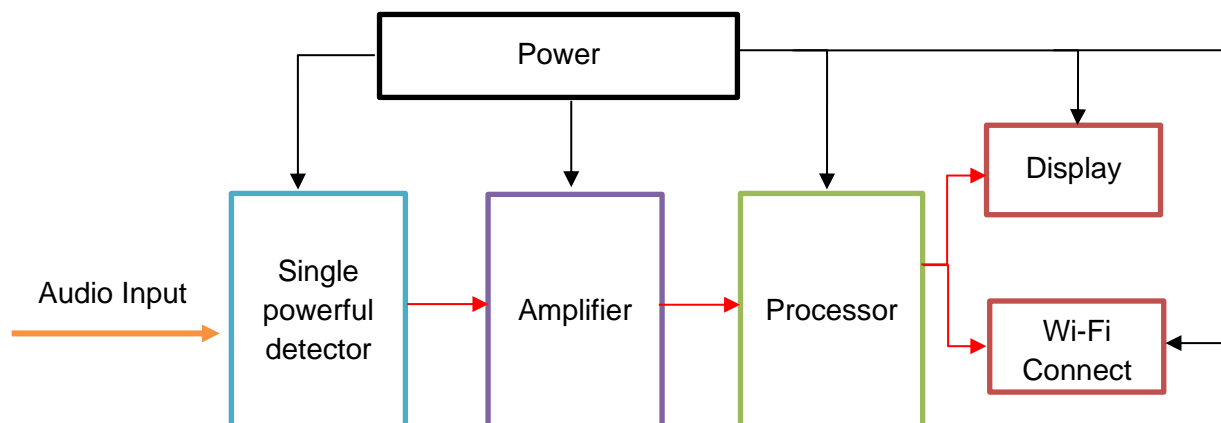 Power
Display
Audio Input
Single
powerful
detector
Amplifier
Processor
Wi-Fi
Connect